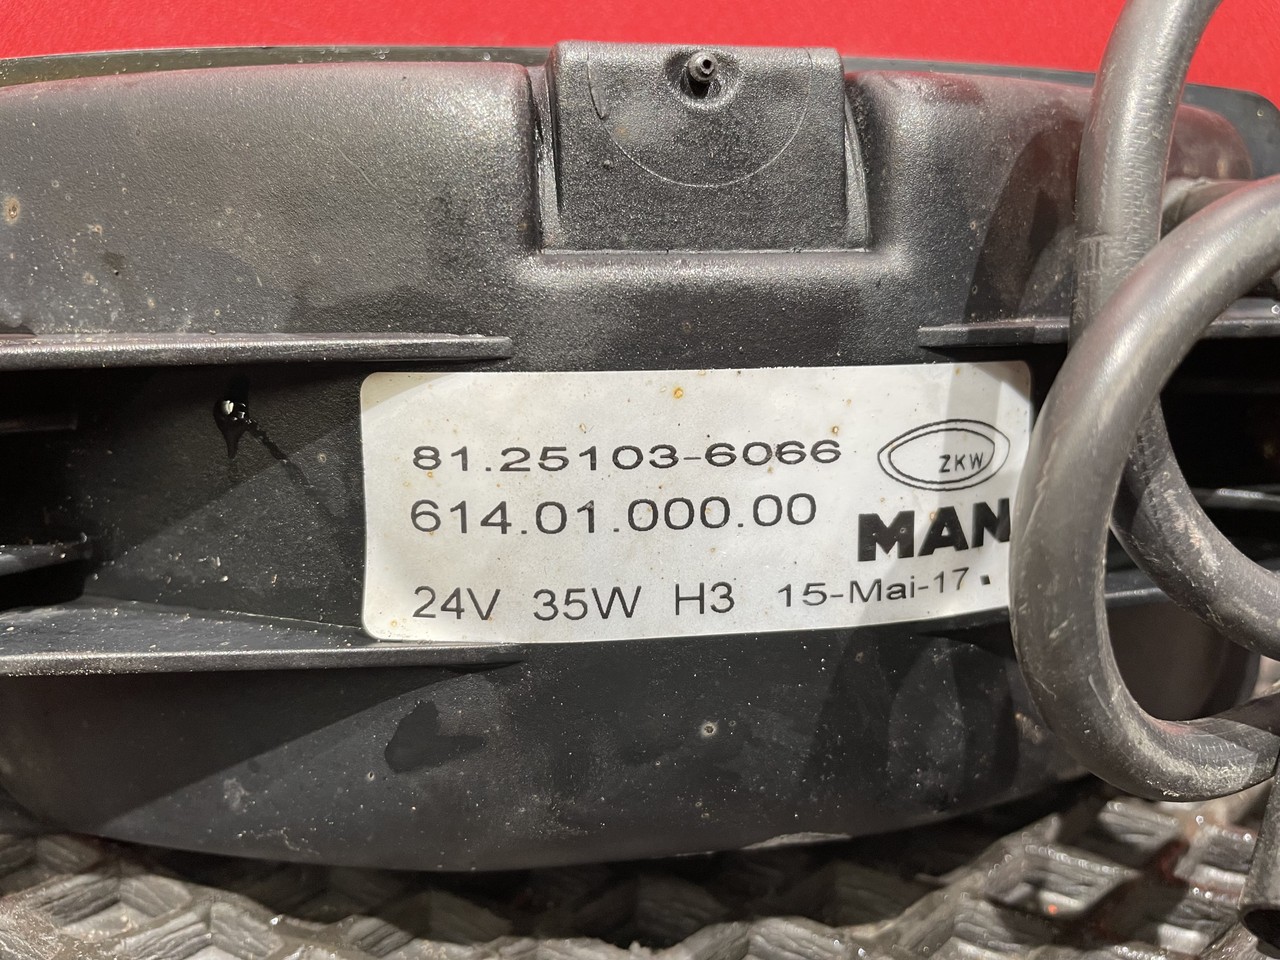 81.25103-6066
ZKW
614.01.000.00
MAN
24V 35W H3 15-Mai-17